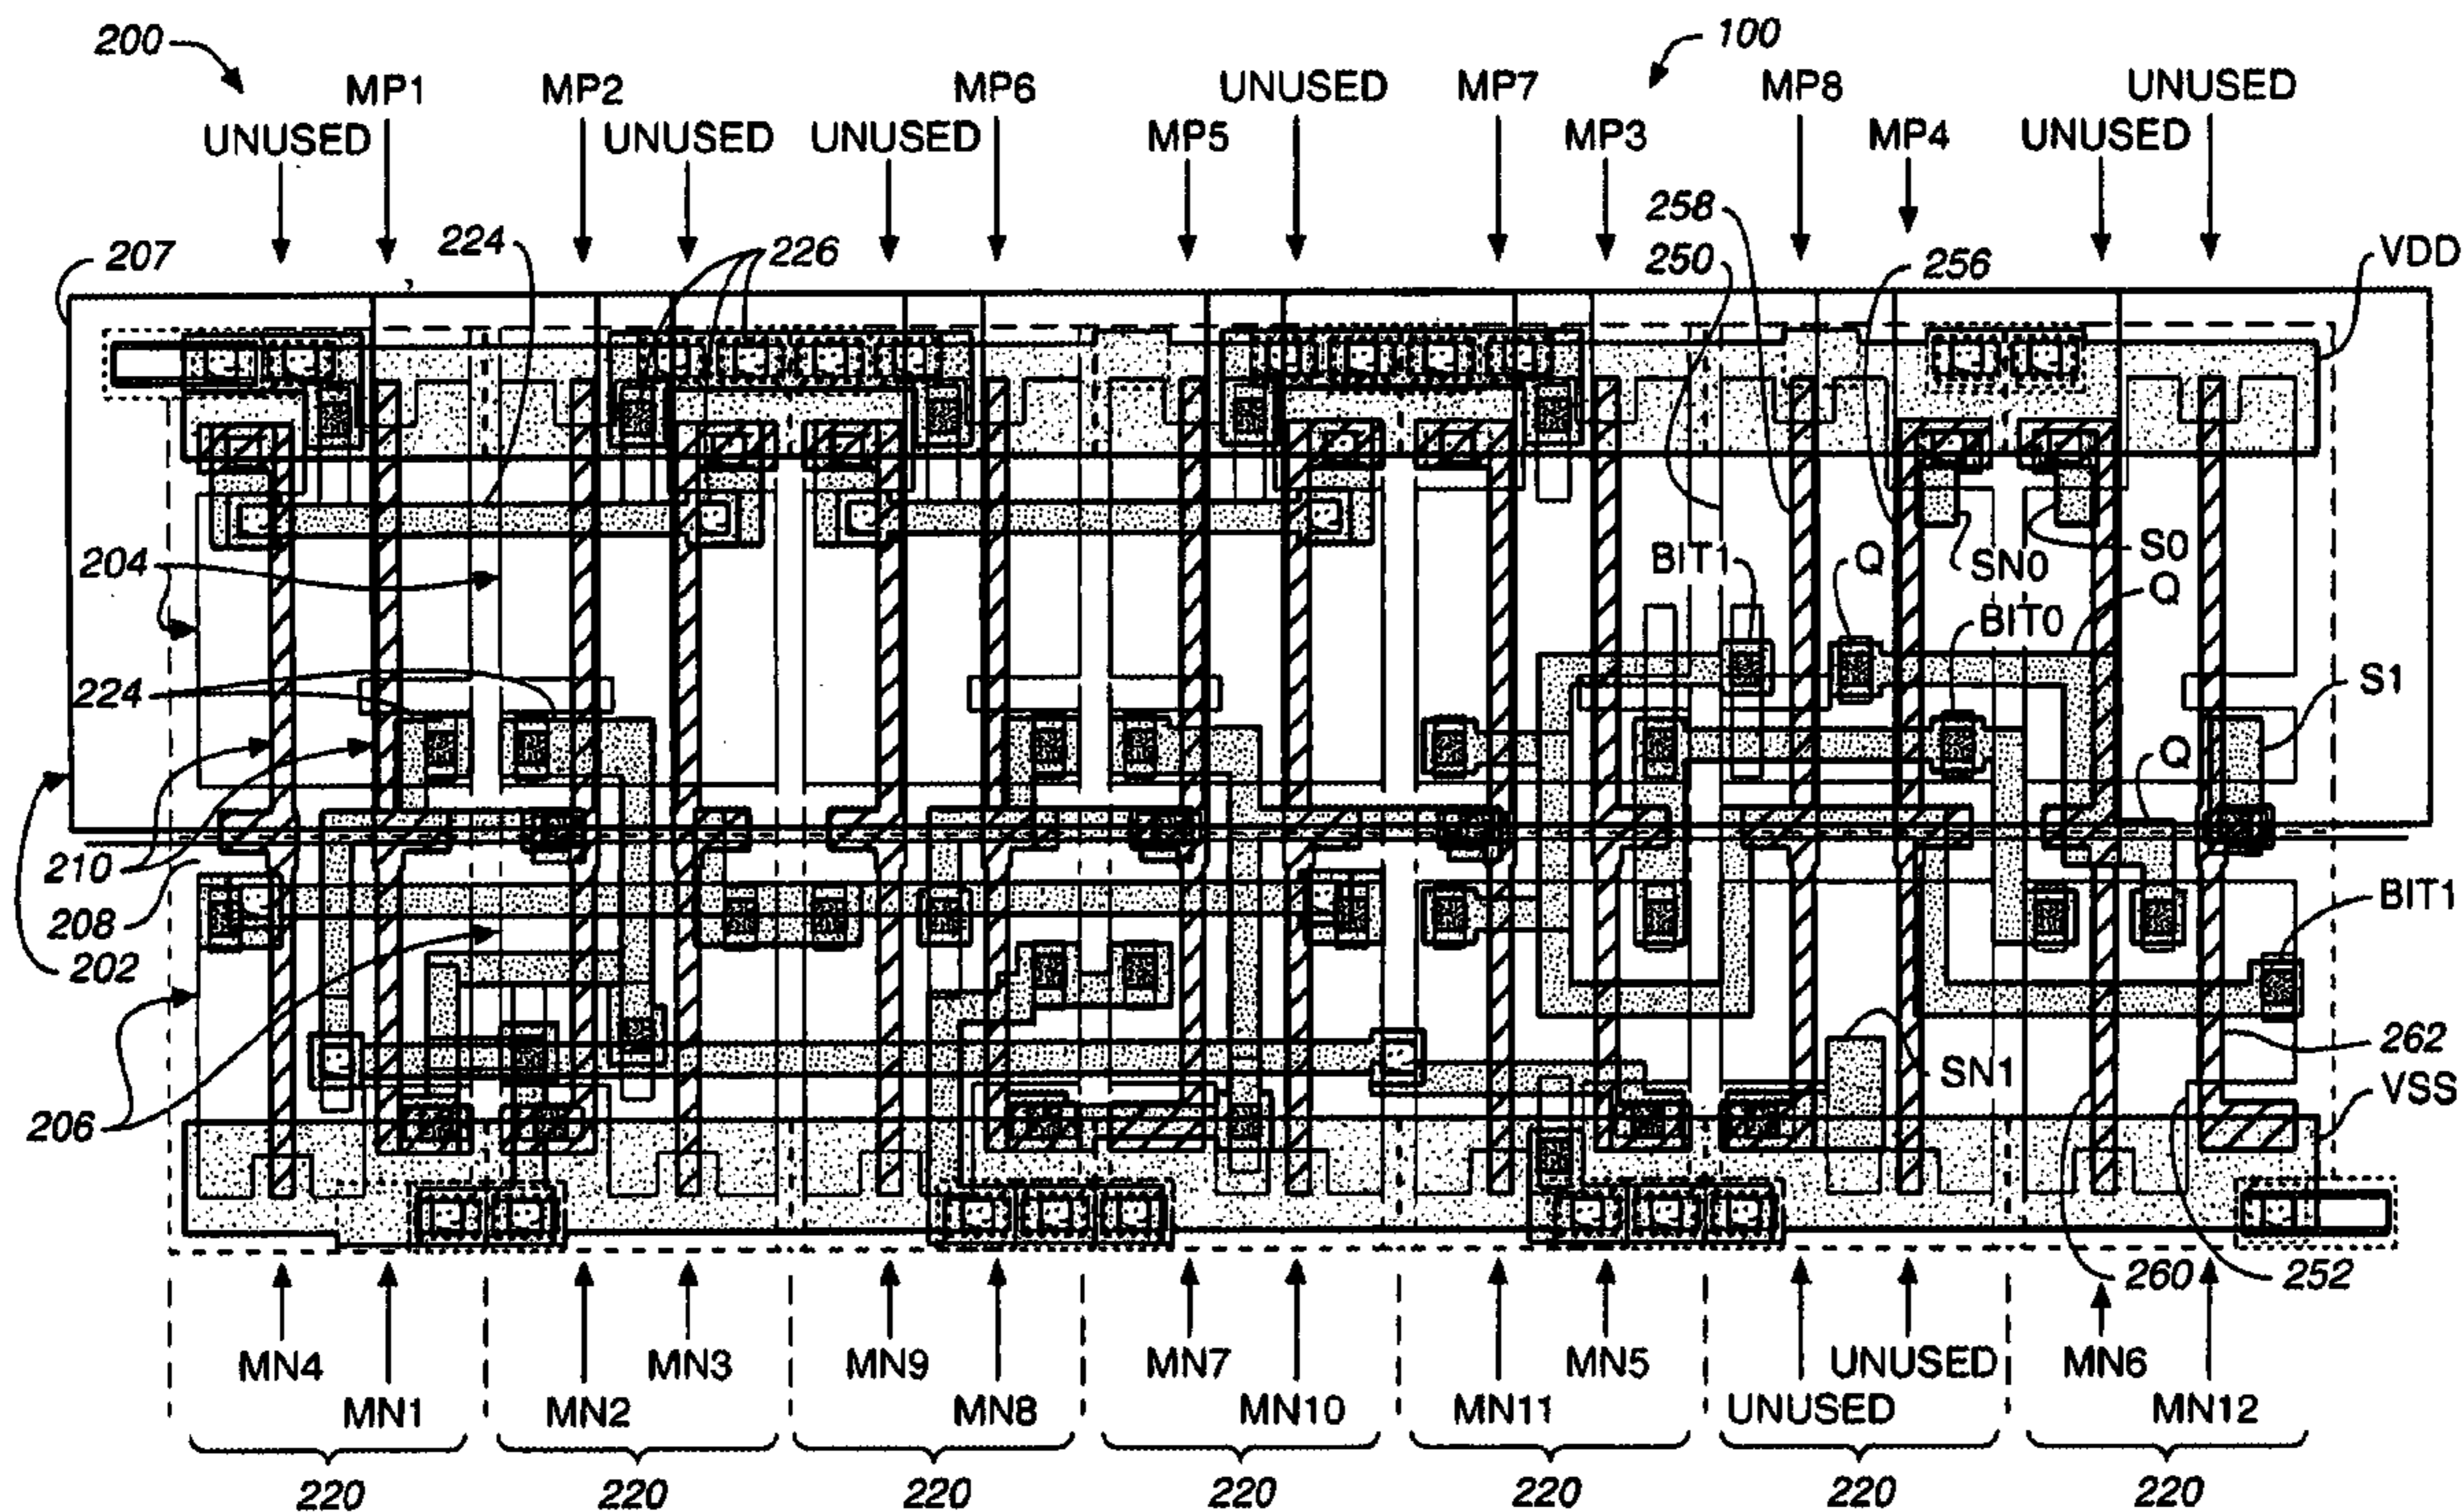 200 100
MP1 MP2 MP6 UNUSED MP7 MP8 UNUSED
UNUSED UNUSED UNUSED MP5 MP3 MP4 UNUSED
207 224 226 258 250 256 VDD
204 BIT1 Q SN0 S0 Q
BIT0
224 S1
Q
210
208 BIT1
202
262
SN1
206 VSS
260 252
MN4 MN3 MN9 MN7 MN5 UNUSED MN6
MN1 MN2 MN8 MN10 MN11 UNUSED MN12
220 220 220 220 220 220 220